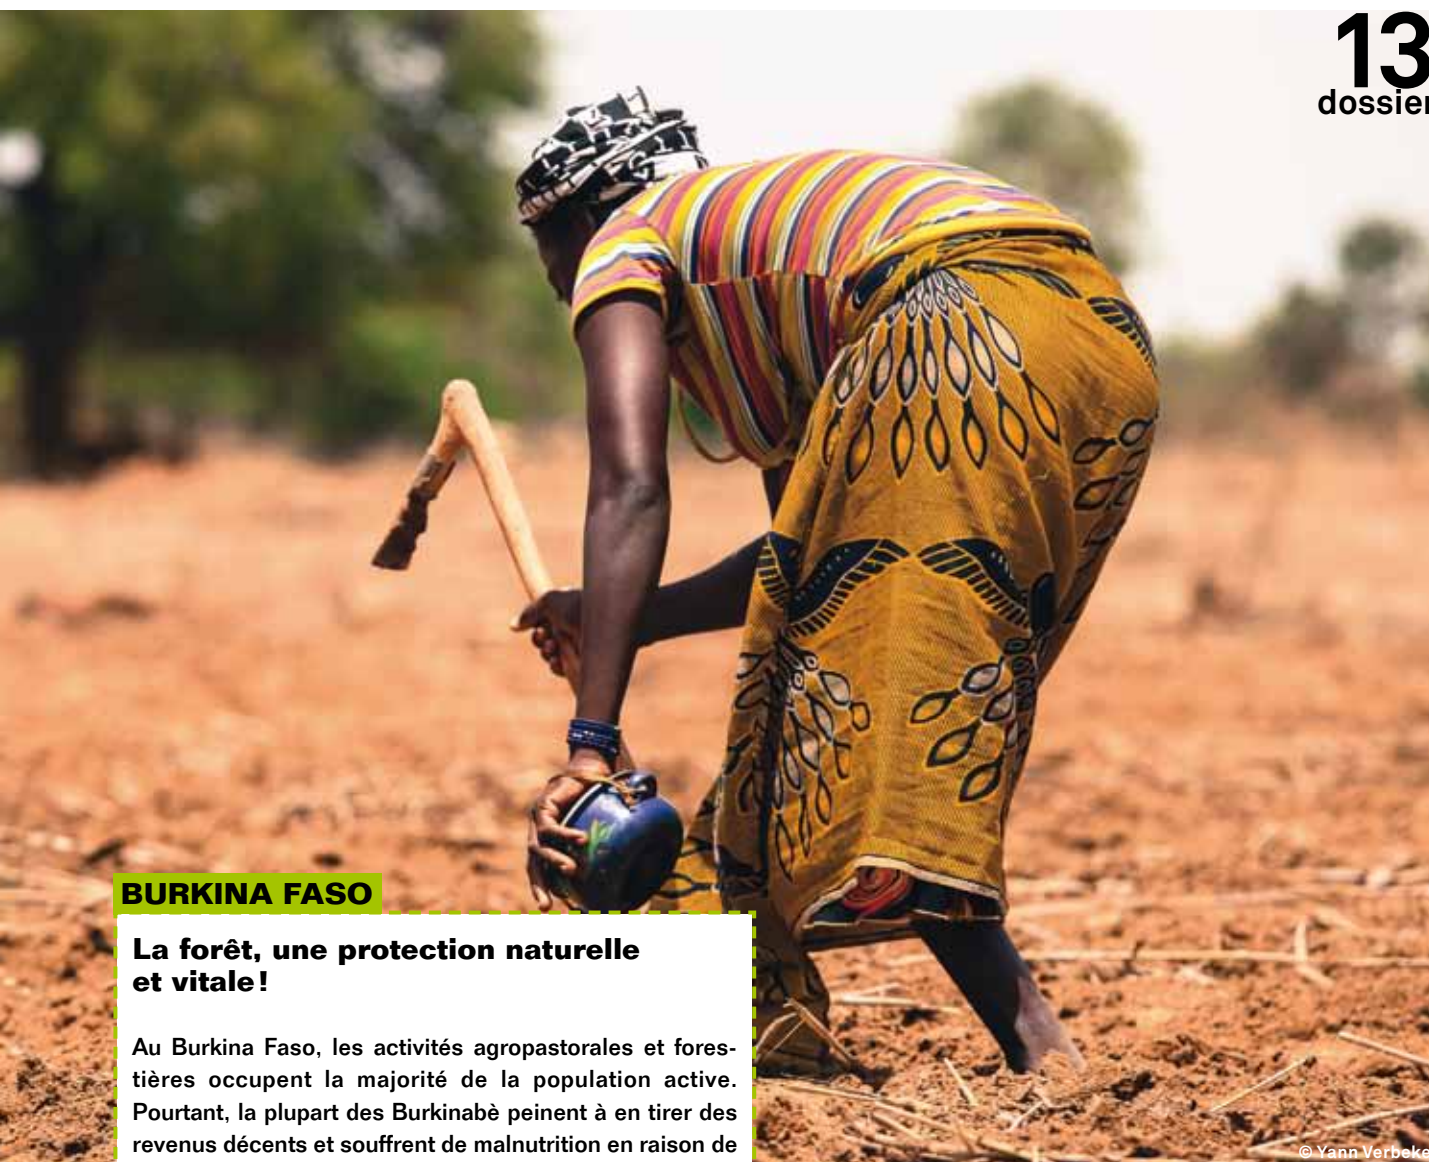 13
dossier
BURKINA FASO
La forêt, une protection naturelle
et vitale!
Au Burkina Faso, les activités agropastorales et fores-
tières occupent la majorité de la population active.
Pourtant, la plupart des Burkinabè peinent à en tirer des
revenus décents et souffrent de malnutrition en raison de
© Yann Verbeke